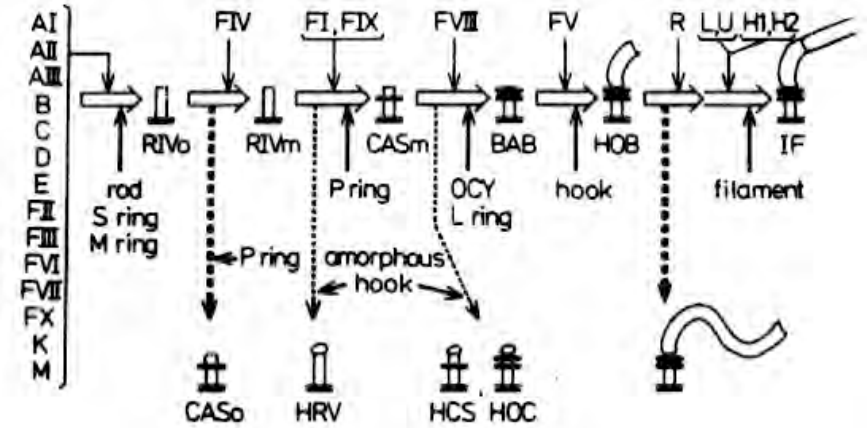 AI
AII
AIII
B
C
D
E
FII
FIII
FVI
FVII
FX
K
M
FIV
FI, FIX
FVIII
FV
R
L,U
H1,H2
RIVo
RIVm
CASm
BAB
HOB
IF
rod
S ring
M ring
P ring
OCY
L ring
hook
filament
P ring
amorphous
hook
CASo
HRV
HCS, HOC